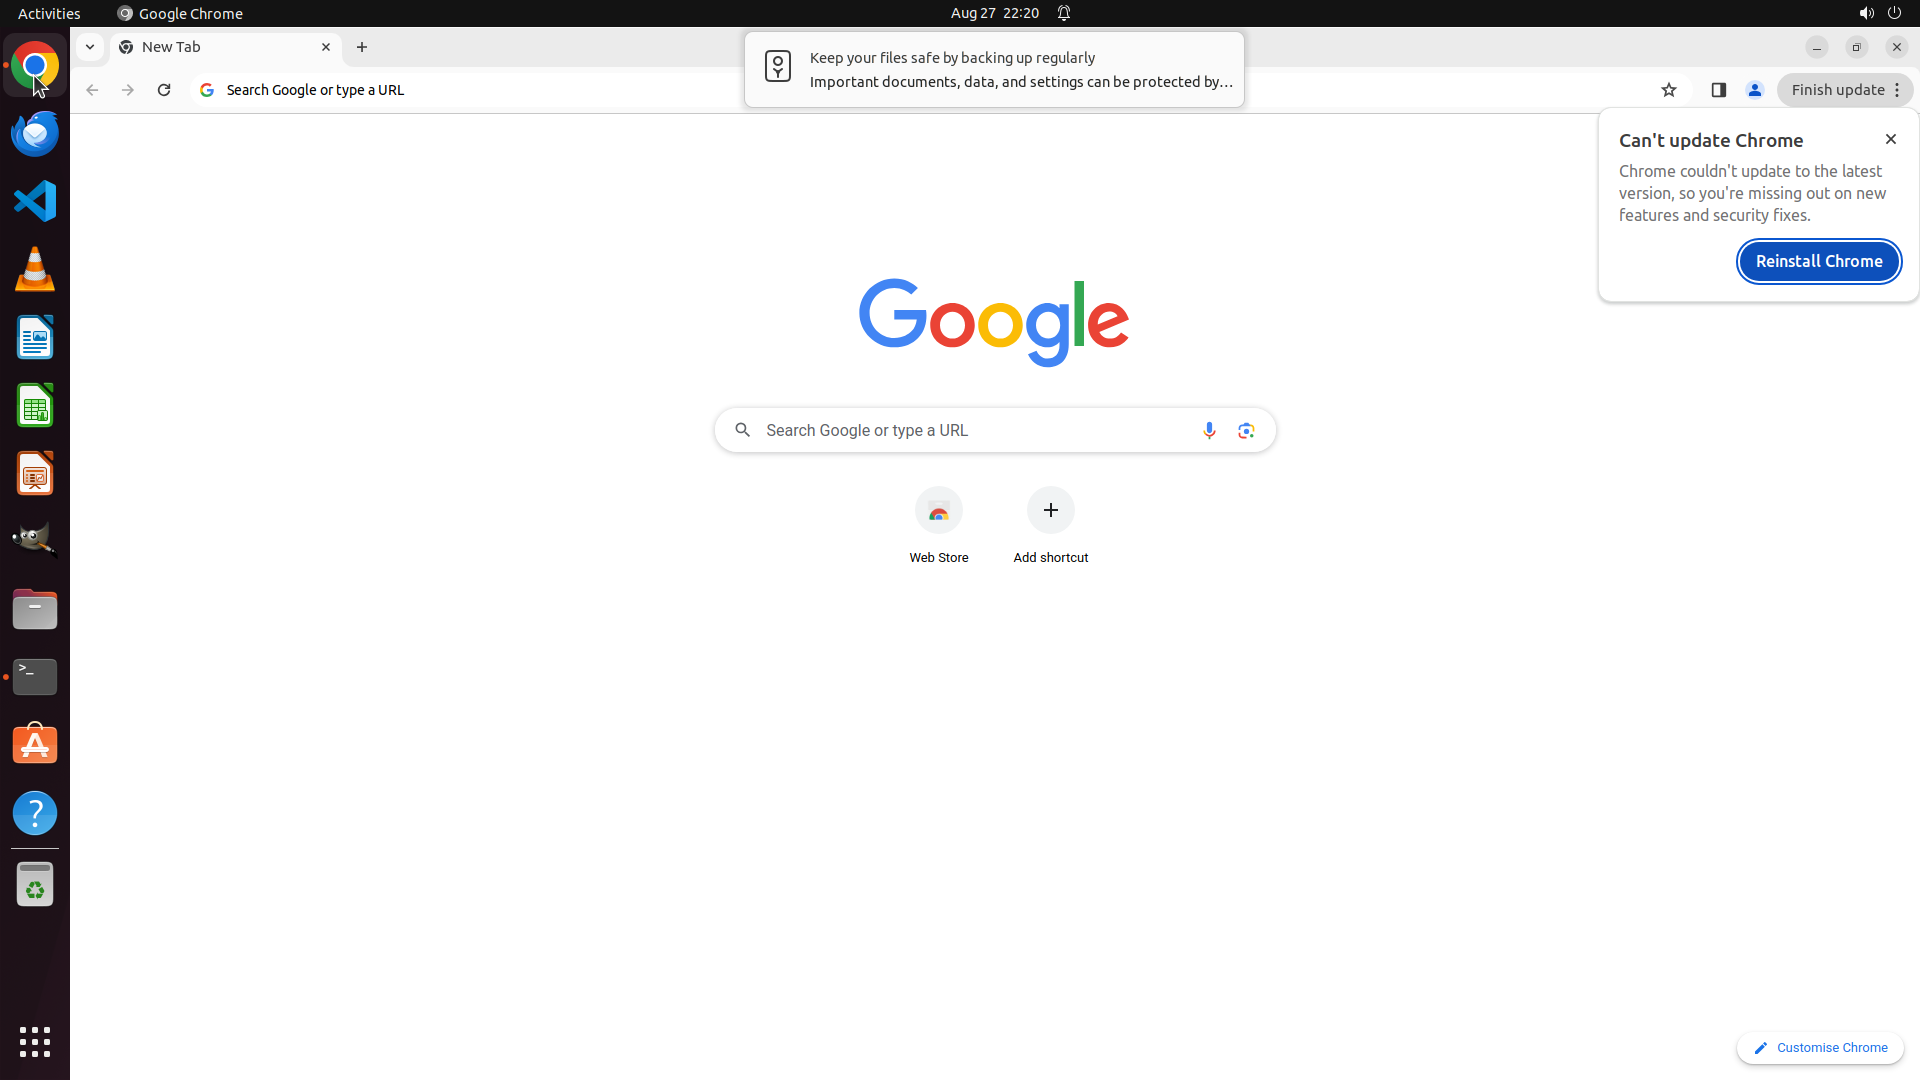 Activities
Google Chrome
Aug 27 22:20
New Tab
Keep your files safe by backing up regularly
Important documents, data, and settings can be protected by…
Search Google or type a URL
Finish update
Can't update Chrome
Chrome couldn't update to the latest
version, so you're missing out on new
features and security fixes.
Reinstall Chrome
Google
Search Google or type a URL
Web Store
Add shortcut
Customise Chrome